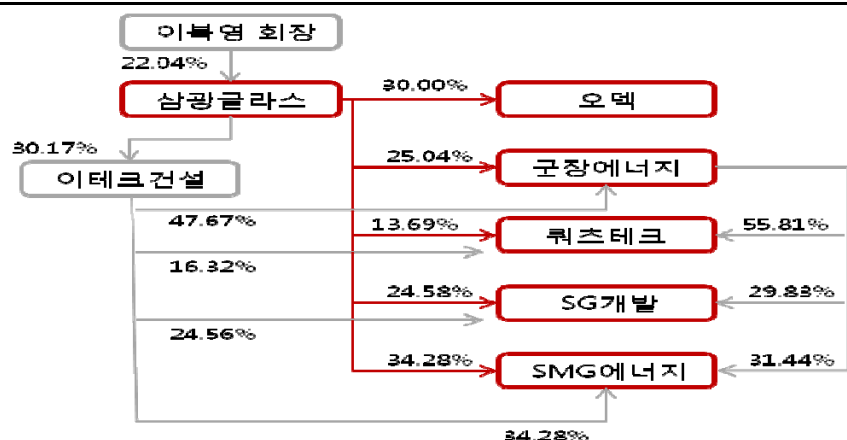 이복영 회장
22.04%
삼광글라스
30.00%
오덱
30.17%
이테크건설
25.04%
군장에너지
47.67%
13.69%
쿼츠테크
55.81%
16.32%
24.58%
SG개발
29.83%
24.56%
34.28%
SMG에너지
31.44%
34.28%